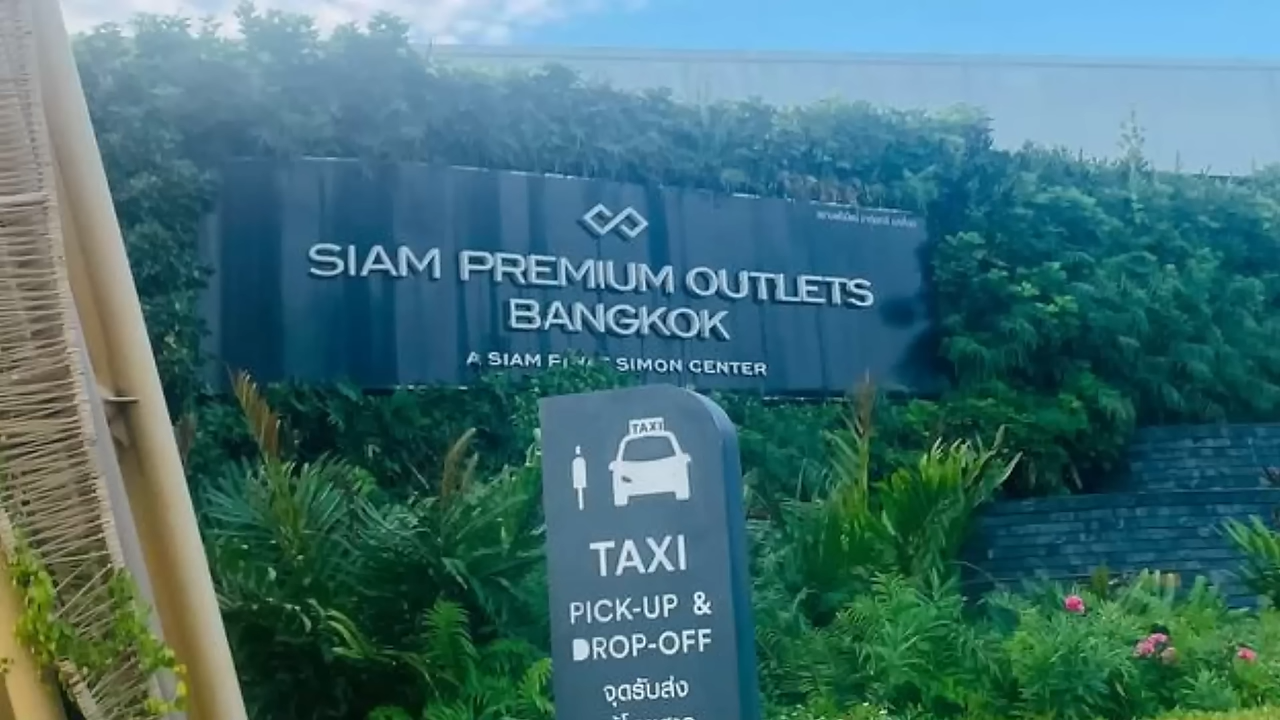 SIAM PREMIUM OUTLETS
BANGKOK
A SIAM SIMON CENTER
TAXI
TAXI
PICK-UP &
DROP-OFF
จุดรับส่ง